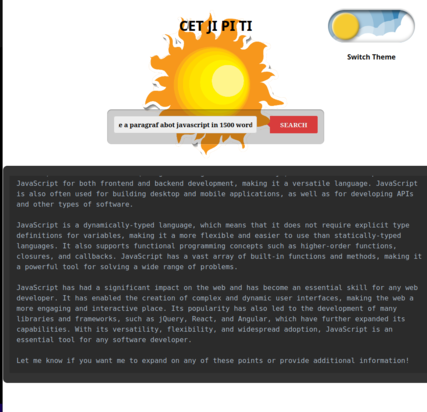 CET JI PI TI
Switch Theme
e a paragraf abot javascript in 1500 word
SEARCH
JavaScript for both frontend and backend development, making it a versatile language. JavaScript
is also often used for building desktop and mobile applications, as well as for developing APIs
and other types of software.
JavaScript is a dynamically-typed language, which means that it does not require explicit type
definitions for variables, making it a more flexible and easier to use than statically-typed
languages. It also supports functional programming concepts such as higher-order functions,
closures, and callbacks. JavaScript has a vast array of built-in functions and methods, making it
a powerful tool for solving a wide range of problems.
JavaScript has had a significant impact on the web and has become an essential skill for any web
developer. It has enabled the creation of complex and dynamic user interfaces, making the web a
more engaging and interactive place. Its popularity has also led to the development of many
libraries and frameworks, such as jQuery, React, and Angular, which have further expanded its
capabilities. With its versatility, flexibility, and widespread adoption, JavaScript is an
essential tool for any software developer.
Let me know if you want me to expand on any of these points or provide additional information!